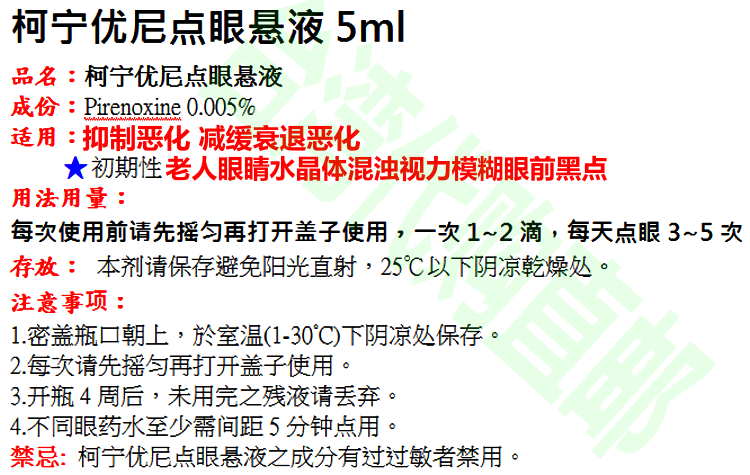 柯宁优尼点眼悬液 5ml
品名：柯宁优尼点眼悬液
成份：Pirenoxine 0.005%
适用：抑制恶化 减缓衰退恶化
★初期性 老人眼睛水晶体混浊视力模糊眼前黑点
用法用量：
每次使用前请先摇匀再打开盖子使用，一次 1~2 滴，每天点眼 3~5 次
存放： 本剂请保存避免阳光直射，25℃以下阴凉乾燥处。
注意事项：
1.密盖瓶口朝上，於室温(1-30℃)下阴凉处保存。
2.每次请先摇匀再打开盖子使用。
3.开瓶 4 周后，未用完之残液请丢弃。
4.不同眼药水至少需间距 5 分钟点用。
禁忌: 柯宁优尼点眼悬液之成分有过过敏者禁用。
台湾代购直邮